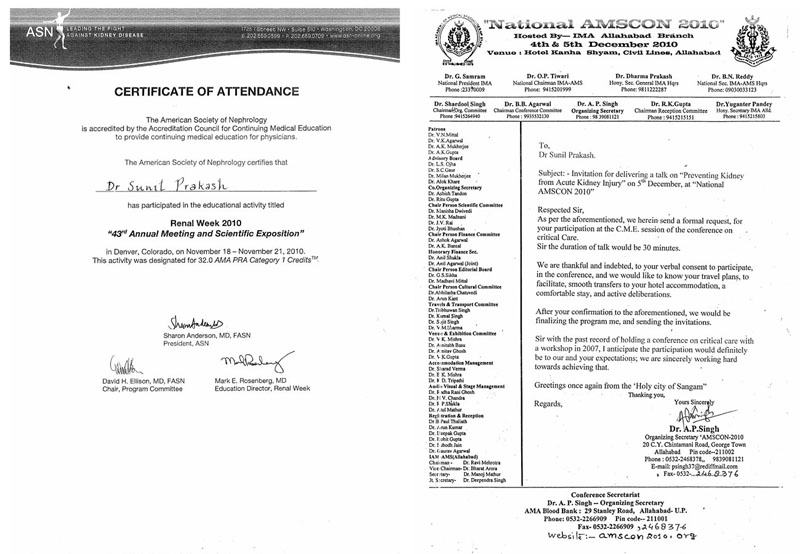 ASN
LEADING THE FIGHT
AGAINST KIDNEY DISEASE
1725 I Street NW • Suite 510 • Washington, DC 20006
p. 202.659.0599 • f. 202.659.0709 • www.asn-online.org
CERTIFICATE OF ATTENDANCE
The American Society of Nephrology
is accredited by the Accreditation Council for Continuing Medical Education
to provide continuing medical education for physicians.
The American Society of Nephrology certifies that
Dr Sunil Prakash
has participated in the educational activity titled
Renal Week 2010
"43rd Annual Meeting and Scientific Exposition"
in Denver, Colorado, on November 18 – November 21, 2010.
This activity was designated for 32.0 AMA PRA Category 1 Credits™
Sharon Anderson, MD, FASN
President, ASN
David H. Ellison, MD, FASN
Chair, Program Committee
Mark E. Rosenberg, MD
Education Director, Renal Week
"National AMSCON 2010"
Hosted By— IMA Allahabad Branch
4th & 5th December 2010
Venue : Hotel Kanha Shyam, Civil Lines, Allahabad
Dr. G. Samram
National President IMA
Dr. O.P. Tiwari
National Chairman IMA-AMS
Phone: 9415201999
Dr. Dharma Prakash
Hony. Sec. General IMA Hqrs
Phone: 9811222287
Dr. B.N. Reddy
National Sec. IMA-AMS Hqrs
Phone: 09030033123
Dr. Shardool Singh
Chairman Org. Committee
Phone: 9415264940
Dr. B.B. Agarwal
Chairman Conference Committee
Phone: 9935532130
Dr. A. P. Singh
Organizing Secretary
Phone : 98 39081121
Dr. R.K.Gupta
Chairman Reception Committee
Phone : 9415215151
Dr.Yuganter Pandey
Hony. Secretary IMA Alld.
Phone : 9415215803
Patrons
Dr. V.N.Mittal
Dr. V.K.Agarwal
Dr. A.K. Mukerjee
Dr. A.K.Gupta
Advisory Board
Dr. L.S. Ojha
Dr. S.C.Gaur
Dr. Milan Mukherjee
Dr. Alok Khare
Co.Organizing Secretary
Dr. Ashish Tandon
Dr. Ritu Gupta
Chair Person Scientific Committee
Dr. Manisha Dwivedi
Dr. M.K. Madnani
Dr. J.V. Rai
Dr. Jyoti Bhushan
Chair Person Finance Committee
Dr. Ashok Agarwal
Dr. A.K. Bansal
Honorary Finance Sec.
Dr. Anil Shukla
Dr. Anil Agarwal (Joint)
Chair Person Editorial Board
Dr. G.S.Sikha
Dr. Madhani Mittal
Chair Person Cultural Committee
Dr. Abhilasha Chatuvedi
Dr. Arun Kant
Travels & Transport Committee
Dr.Tribhuwan Singh
Dr. Kamal Singh
Dr. Sujit Singh
Dr. V.M.Sharma
Venue & Exhibition Committee
Dr. V.K. Mishra
Dr. Amitabh Basu
Dr. Amitav Ghosh
Dr. V.K.Gupta
Accommodation Management
Dr. Sharad Verma
Dr. B.K. Mishra
Dr. B.D. Tripathi
Audio Visual & Stage Management
Dr. Radha Rani Ghosh
Dr. H.V. Chandra
Dr. R.P.Shukla
Dr. Atul Mathur
Registration & Reception
Dr B.Paul Thaliath
Dr. Arun Kumar
Dr. Deepak Gupta
Dr. Rohit Gupta
Dr. Subodh Jain
Dr. Gaurav Agarwal
IAM AMS(Allahabad)
Chairman - Dr. Ravi Mehrotra
Vice-Chairman- Dr. Bharat Arora
Secretary- Dr. Manoj Mathur
Jt. Secretary- Dr. Deependra Singh
To,
Dr Sunil Prakash.
Subject: - Invitation for delivering a talk on "Preventing Kidney
from Acute Kidney Injury" on 5th December, at "National
AMSCON 2010"
Respected Sir,
As per the aforementioned, we herein send a formal request, for
your participation at the C.M.E. session of the conference on
critical Care.
Sir the duration of talk would be 30 minutes.
We are thankful and indebted, to your verbal consent to participate,
in the conference, and we would like to know your travel plans, to
facilitate, smooth transfers to your hotel accommodation, a
comfortable stay, and active deliberations.
After your confirmation to the aforementioned, we would be
finalizing the program me, and sending the invitations.
Sir with the past record of holding a conference on critical care with
a workshop in 2007, I anticipate the participation would definitely
be to our and your expectations; we are sincerely working hard
towards achieving that.
Greetings once again from the 'Holy city of Sangam"
Thanking you,
Regards,
Yours Sincerely
Dr. A.P.Singh
Organizing Secretary 'AMSCON-2010
20 C.Y. Chintamani Road, George Town
Allahabad Pin code–211002
Phone : 0532-2468378, 9839081121
E-mail: psingh37@rediffmail.com
Fax- 0532- 2468376
Conference Secretariat
Dr. A. P. Singh – Organizing Secretary
AMA Blood Bank : 29 Stanley Road, Allahabad- U.P.
Phone: 0532-2266909 Pin code– 211001
Fax- 0532-2266909 , 2468376
Website:- amscon2010.org